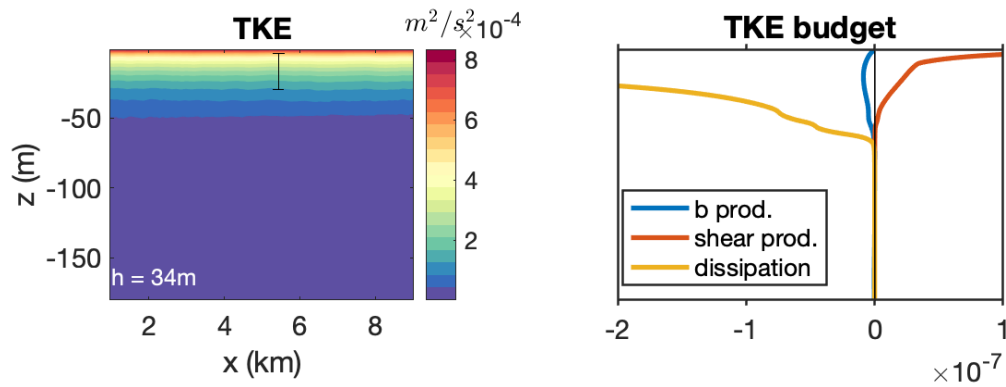 TKE
m²/s²
×10⁻⁴
8
6
4
2
-50
-100
-150
z (m)
h = 34m
2
4
6
8
x (km)
TKE budget
b prod.
shear prod.
dissipation
-2
-1
0
1
×10⁻⁷